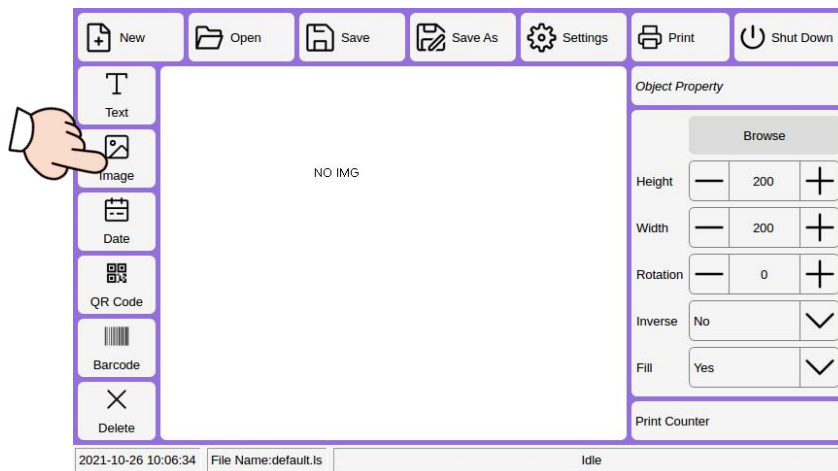 New
Open
Save
Save As
Settings
Print
Shut Down
Text
Image
Date
QR Code
Barcode
Delete
NO IMG
Object Property
Browse
Height 200
Width 200
Rotation 0
Inverse No
Fill Yes
Print Counter
2021-10-26 10:06:34 File Name:default.ls Idle